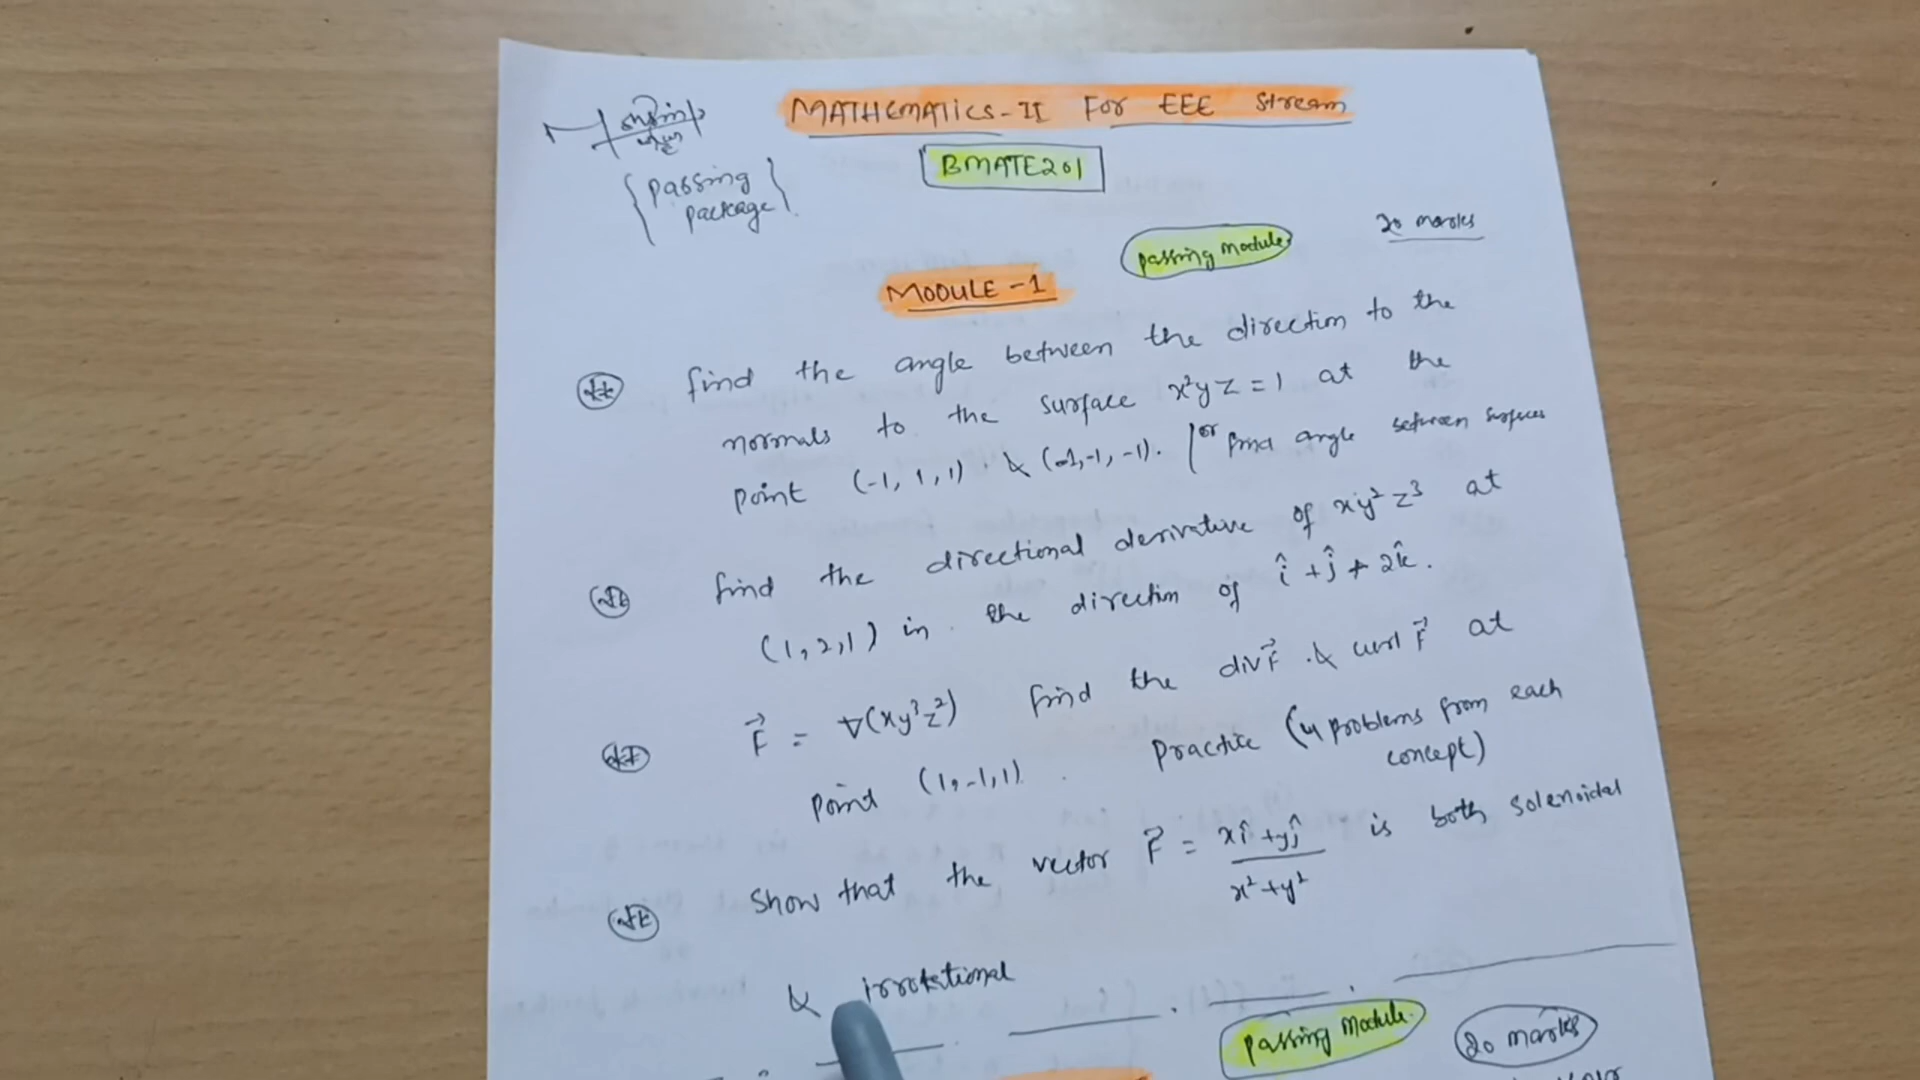 MATHEMATICS-II For EEE Stream
BMATE201
{passing
package}
passing module
20 marks
MODULE-1
find the angle between the direction to the
normals to the surface x²yz=1 at the
point (-1, 1, 1) & (-1,-1,-1). | or find angle between surfaces
find the directional derivative of xy²z³ at
(1,2,1) in the direction of î+ĵ+2k̂.
F⃗ = ∇(xy³z²) find the div F⃗ & curl F⃗ at
point (1,-1,1). Practice (4 problems from each
concept)
Show that the vector F⃗ = xî+yĵ / x²+y² is both solenoidal
& irrotational
passing module.
20 marks